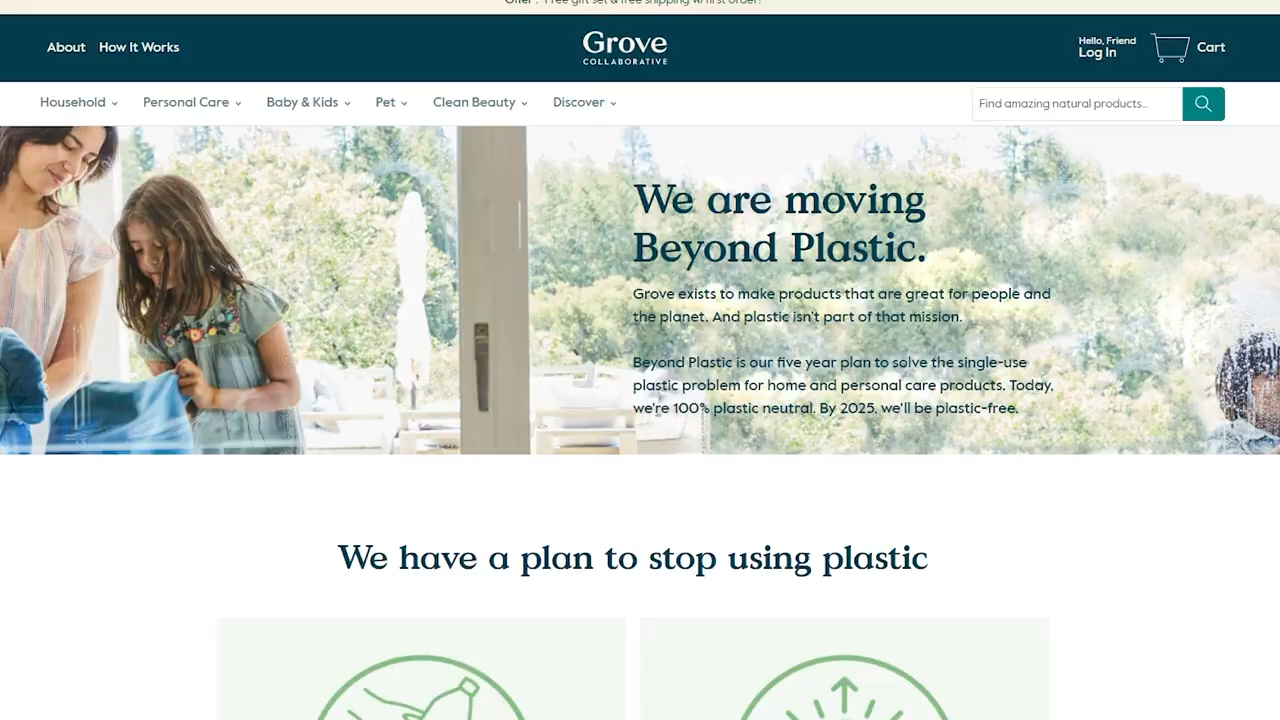 Offer: Free gift set & free shipping w/ first order!
About How It Works
Grove
COLLABORATIVE
Hello, Friend
Log In
Cart
Household Personal Care Baby & Kids Pet Clean Beauty Discover
Find amazing natural products...
We are moving
Beyond Plastic.
Grove exists to make products that are great for people and
the planet. And plastic isn't part of that mission.
Beyond Plastic is our five year plan to solve the single-use
plastic problem for home and personal care products. Today,
we're 100% plastic neutral. By 2025, we'll be plastic-free.
We have a plan to stop using plastic